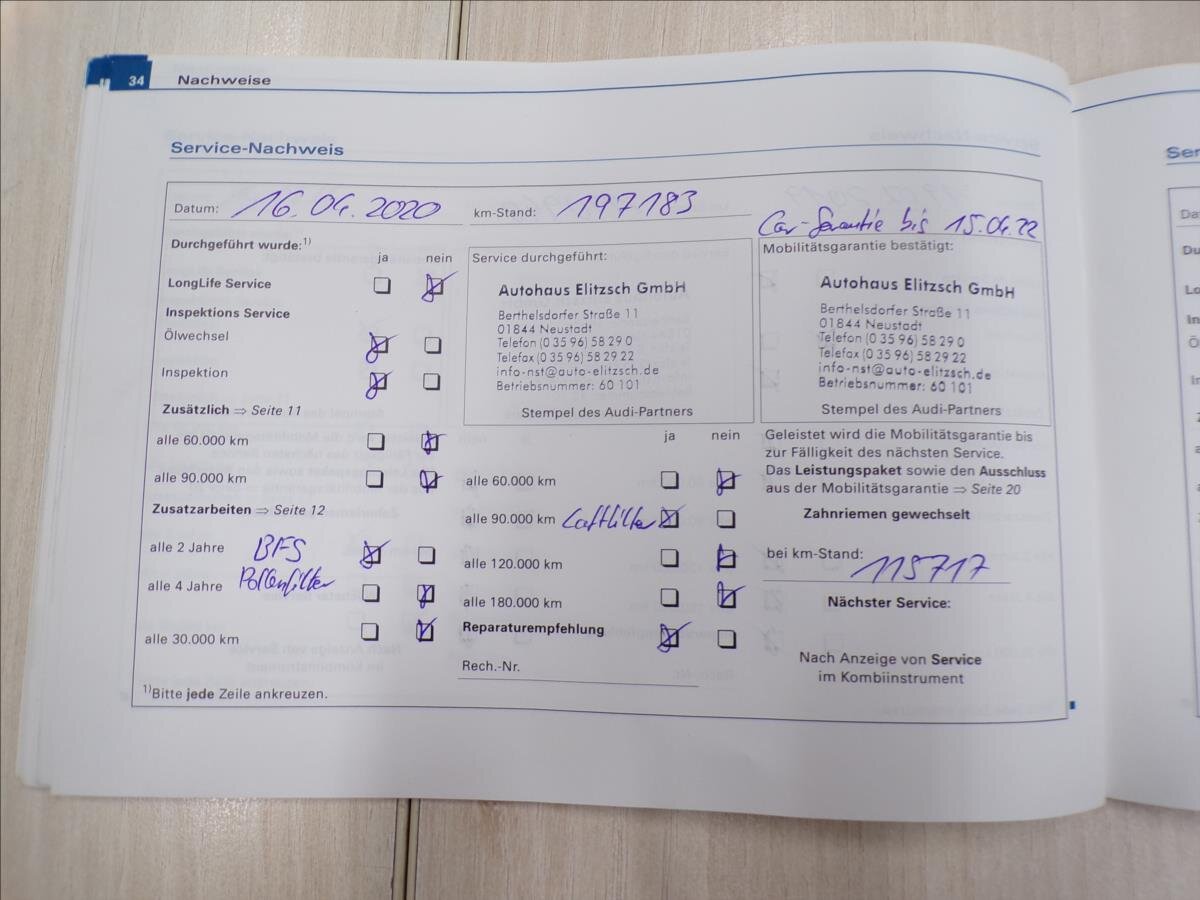 34 Nachweise
Service-Nachweis
Datum: 16.04.2020 km-Stand: 197183
Car-Garantie bis 15.04.22
Durchgeführt wurde:1)
ja nein
LongLife Service
Inspektions Service
Ölwechsel
Inspektion
Zusätzlich ⇒ Seite 11
alle 60.000 km
alle 90.000 km
Zusatzarbeiten ⇒ Seite 12
alle 2 Jahre BFS
alle 4 Jahre Pollenfilter
alle 30.000 km
1)Bitte jede Zeile ankreuzen.
Service durchgeführt:
Autohaus Elitzsch GmbH
Berthelsdorfer Straße 11
01844 Neustadt
Telefon (0 35 96) 58 29 0
Telefax (0 35 96) 58 29 22
info-nst@auto-elitzsch.de
Betriebsnummer: 60 101
Stempel des Audi-Partners
ja nein
alle 60.000 km
alle 90.000 km Luftfilter
alle 120.000 km
alle 180.000 km
Reparaturempfehlung
Rech.-Nr.
Mobilitätsgarantie bestätigt:
Autohaus Elitzsch GmbH
Berthelsdorfer Straße 11
01844 Neustadt
Telefon (0 35 96) 58 29 0
Telefax (0 35 96) 58 29 22
info-nst@auto-elitzsch.de
Betriebsnummer: 60 101
Stempel des Audi-Partners
Geleistet wird die Mobilitätsgarantie bis
zur Fälligkeit des nächsten Service.
Das Leistungspaket sowie den Ausschluss
aus der Mobilitätsgarantie ⇒ Seite 20
Zahnriemen gewechselt
bei km-Stand: 115717
Nächster Service:
Nach Anzeige von Service
im Kombiinstrument